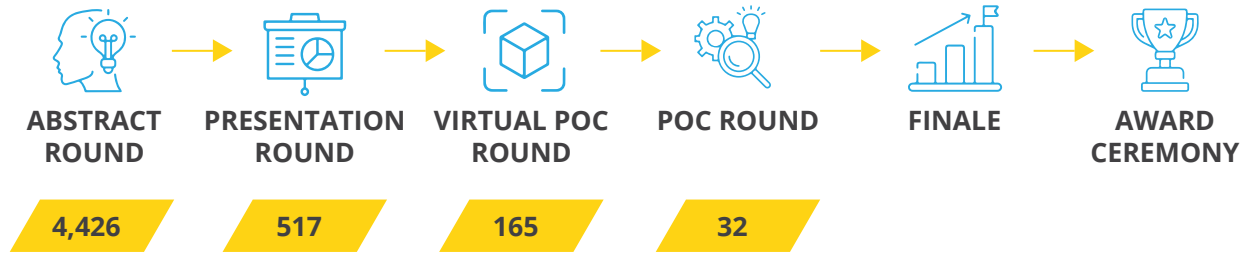 ABSTRACT
ROUND
PRESENTATION
ROUND
VIRTUAL POC
ROUND
POC ROUND
FINALE
AWARD
CEREMONY
4,426
517
165
32